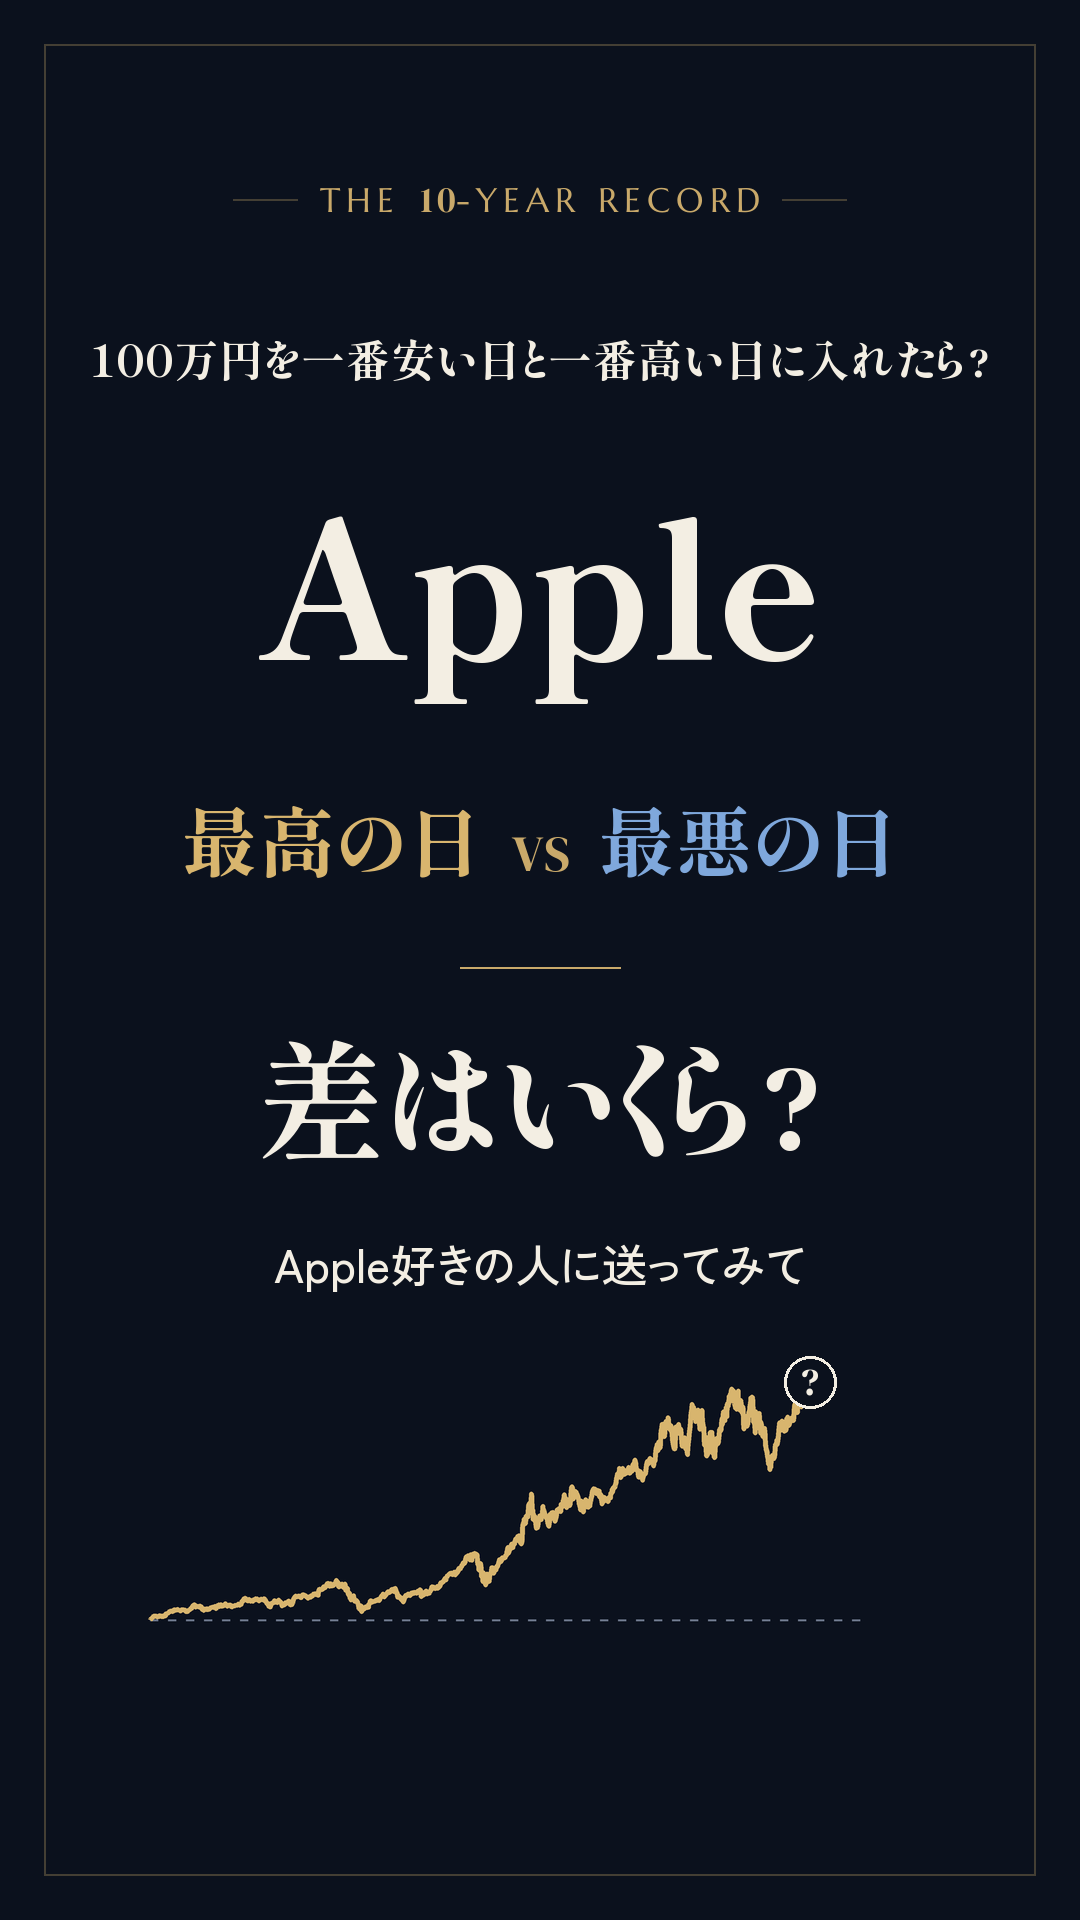 THE 10-YEAR RECORD
100万円を一番安い日と一番高い日に入れたら?
Apple
最高の日 vs 最悪の日
差はいくら?
Apple好きの人に送ってみて
?